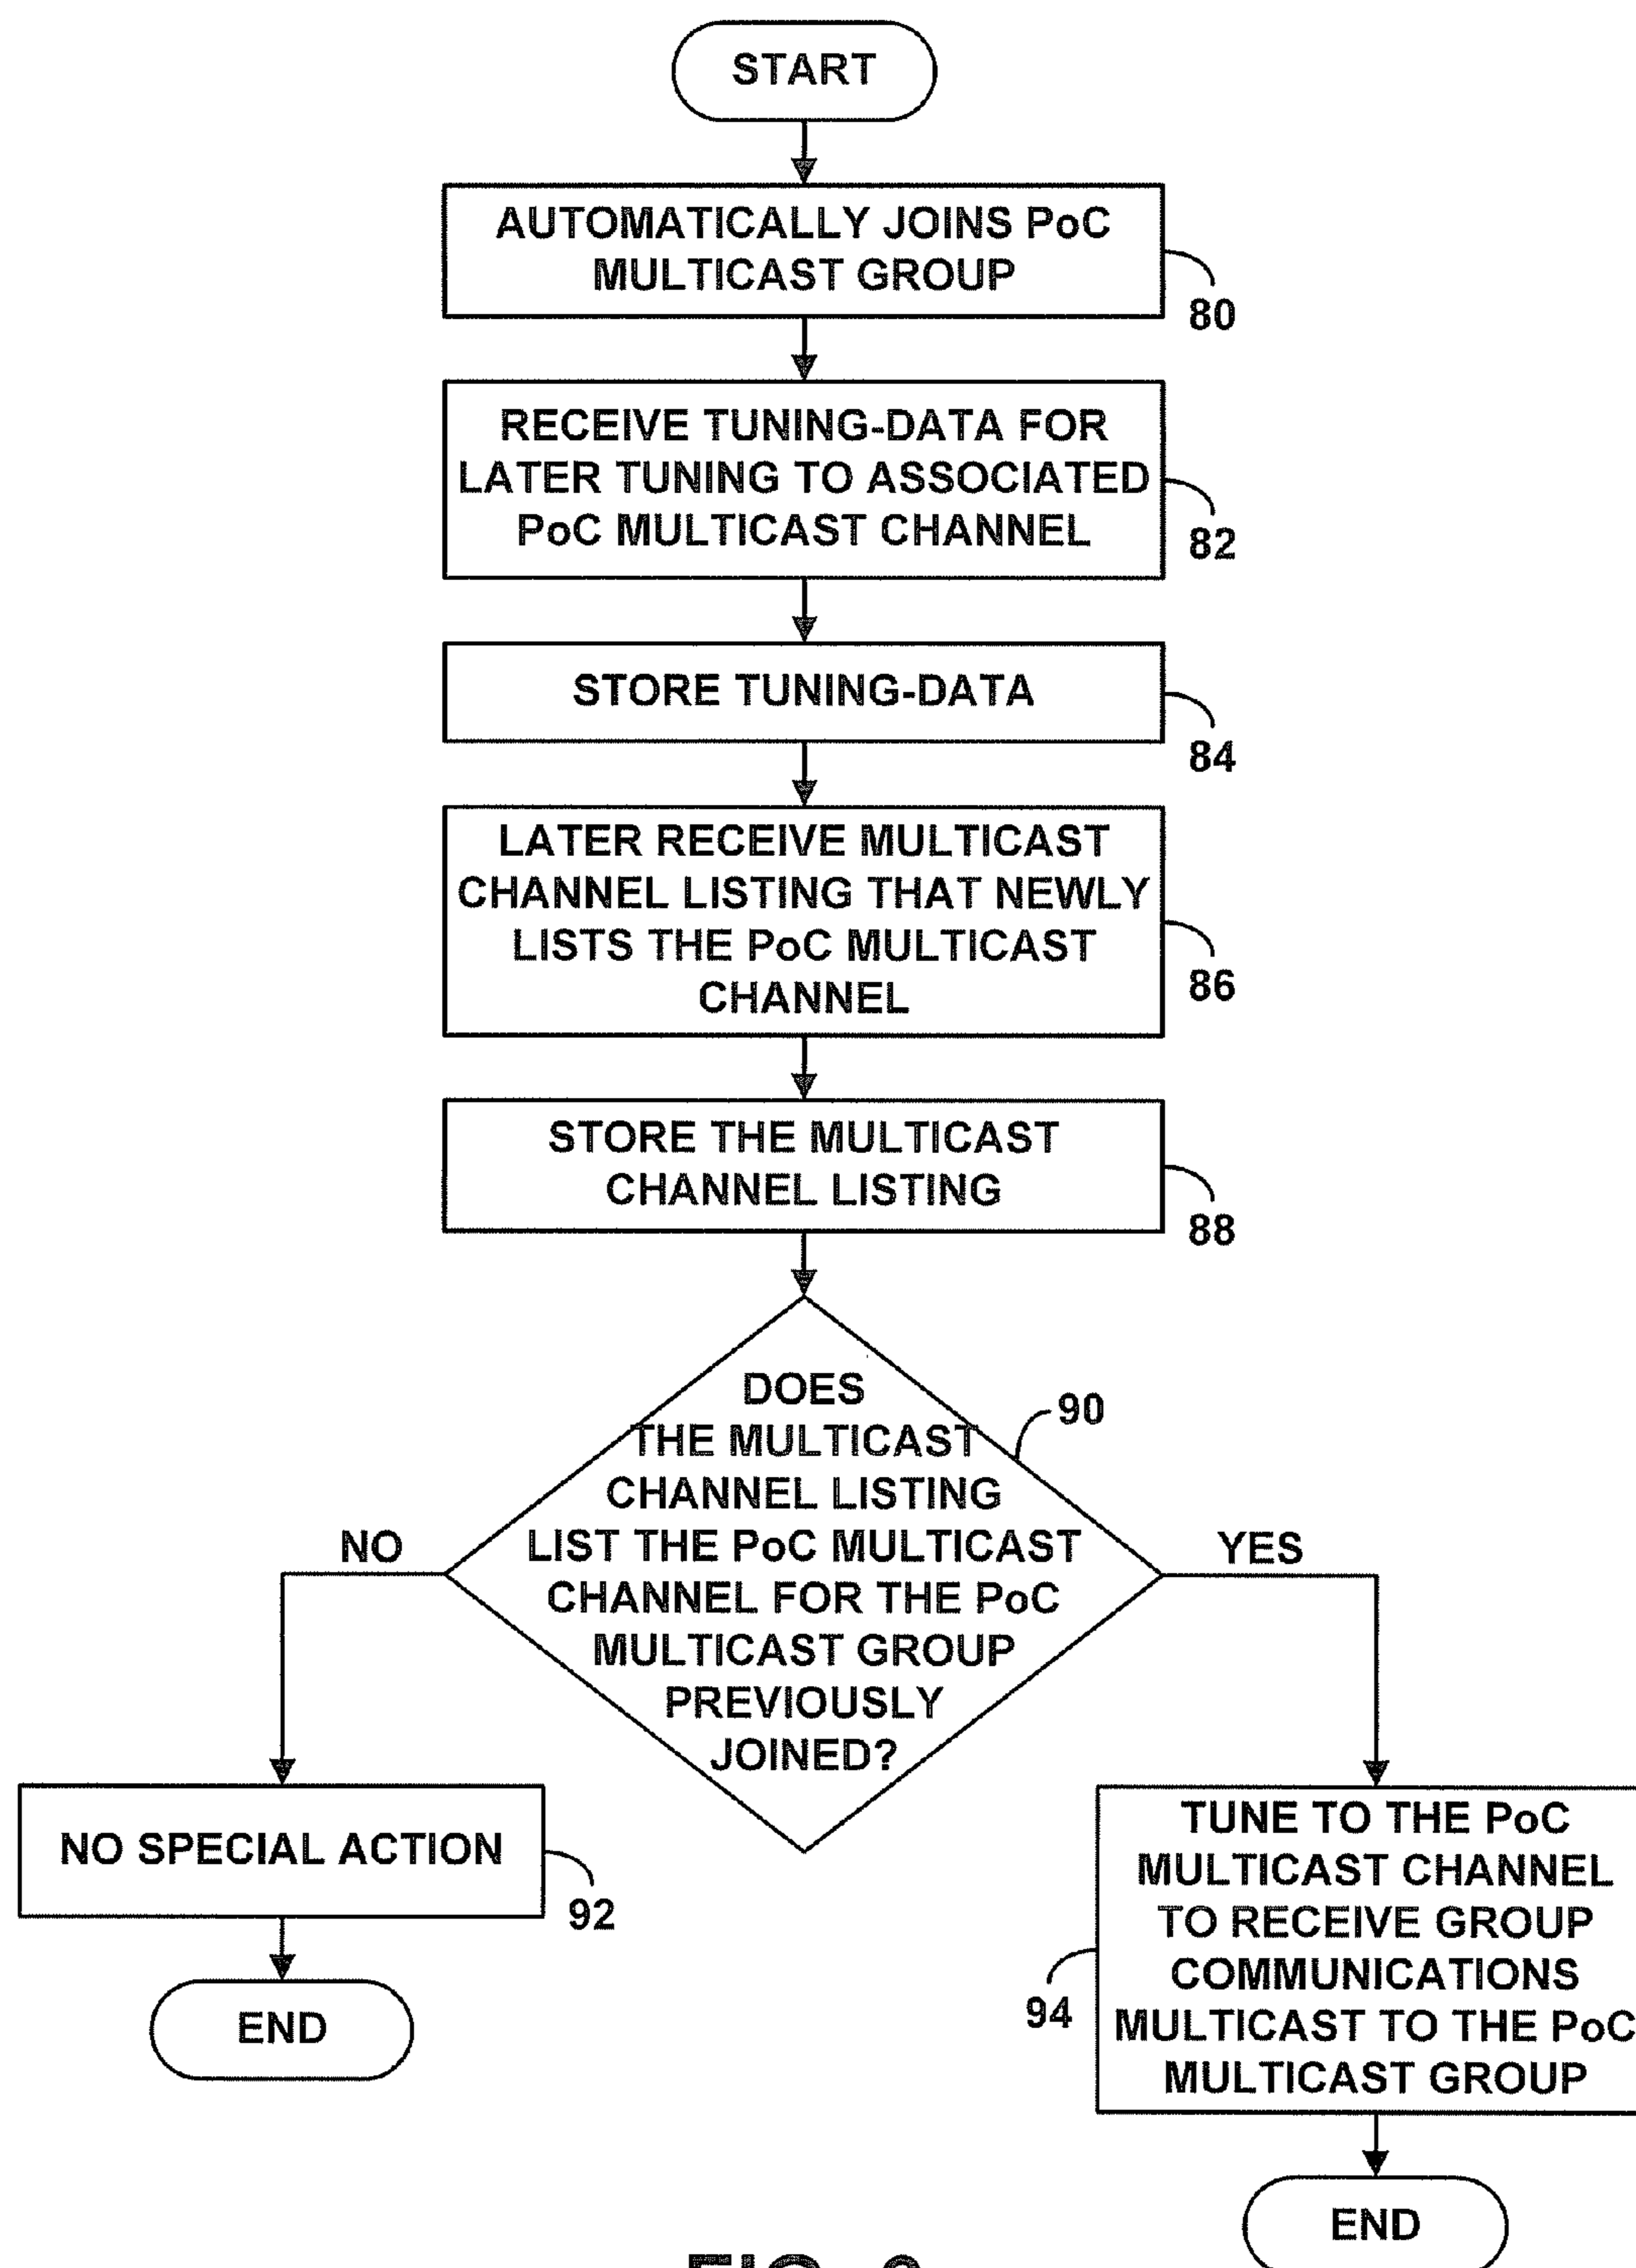 START
AUTOMATICALLY JOINS PoC
MULTICAST GROUP
80
RECEIVE TUNING-DATA FOR
LATER TUNING TO ASSOCIATED
PoC MULTICAST CHANNEL
82
STORE TUNING-DATA
84
LATER RECEIVE MULTICAST
CHANNEL LISTING THAT NEWLY
LISTS THE PoC MULTICAST
CHANNEL
86
STORE THE MULTICAST
CHANNEL LISTING
88
DOES
THE MULTICAST
CHANNEL LISTING
LIST THE PoC MULTICAST
CHANNEL FOR THE PoC
MULTICAST GROUP
PREVIOUSLY
JOINED?
90
NO
YES
NO SPECIAL ACTION
92
END
TUNE TO THE PoC
MULTICAST CHANNEL
TO RECEIVE GROUP
COMMUNICATIONS
MULTICAST TO THE PoC
MULTICAST GROUP
94
END
FIG.